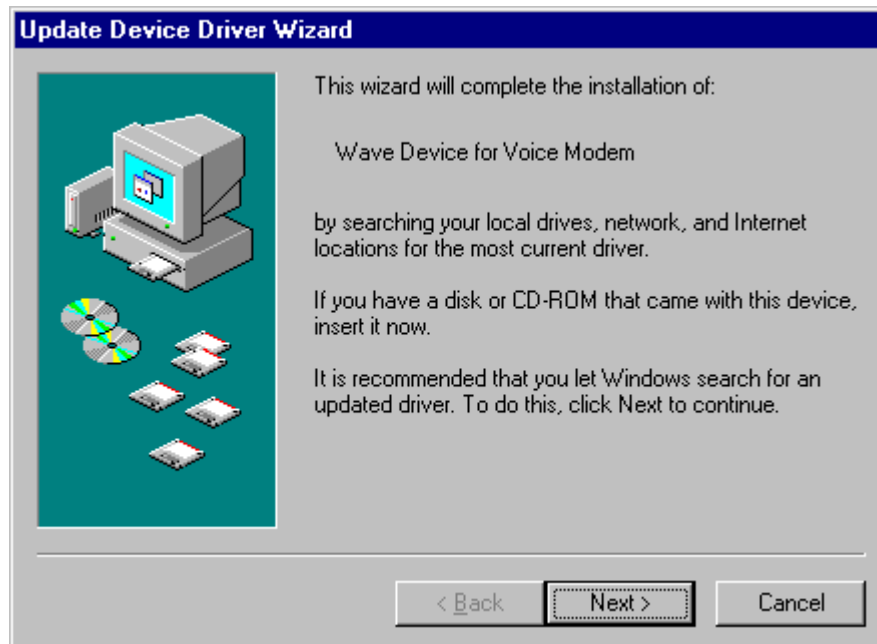 Update Device Driver Wizard
This wizard will complete the installation of:
Wave Device for Voice Modem
by searching your local drives, network, and Internet
locations for the most current driver.
If you have a disk or CD-ROM that came with this device,
insert it now.
It is recommended that you let Windows search for an
updated driver. To do this, click Next to continue.
< Back
Next >
Cancel